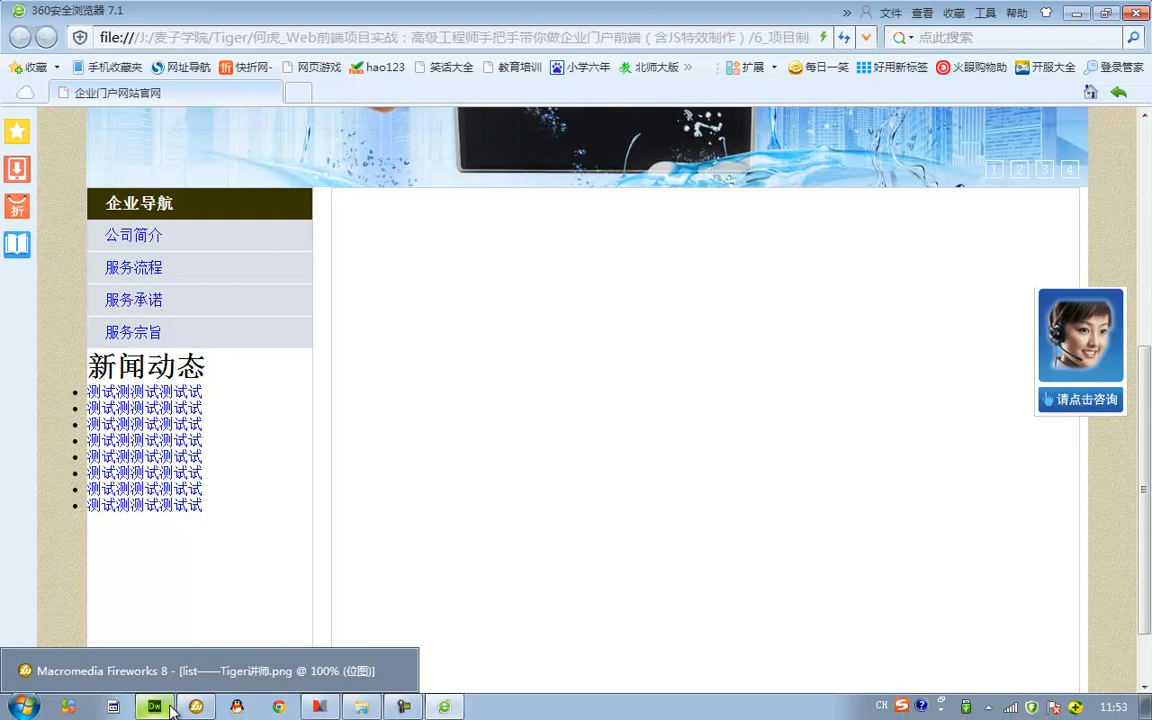 360安全浏览器 7.1
» 文件 查看 收藏 工具 帮助
file:///J:/麦子学院/Tiger/何虎_Web前端项目实战：高级工程师手把手带你做企业门户前端（含JS特效制作）/6_项目制 点此搜索
收藏 手机收藏夹 网址导航 折 快折网- 网页游戏 hao123 笑话大全 教育培训 小学六年 北师大版 » 扩展 每日一笑 好用新标签 火眼购物助 开服大全 登录管家
企业门户网站官网
折
1 2 3 4
企业导航
公司简介
服务流程
服务承诺
服务宗旨
新闻动态
测试测测试测试试
测试测测试测试试
测试测测试测试试
测试测测试测试试
测试测测试测试试
测试测测试测试试
测试测测试测试试
测试测测试测试试
请点击咨询
Macromedia Fireworks 8 - [list——Tiger讲师.png @ 100% (位图)]
Dw CH S 11:53